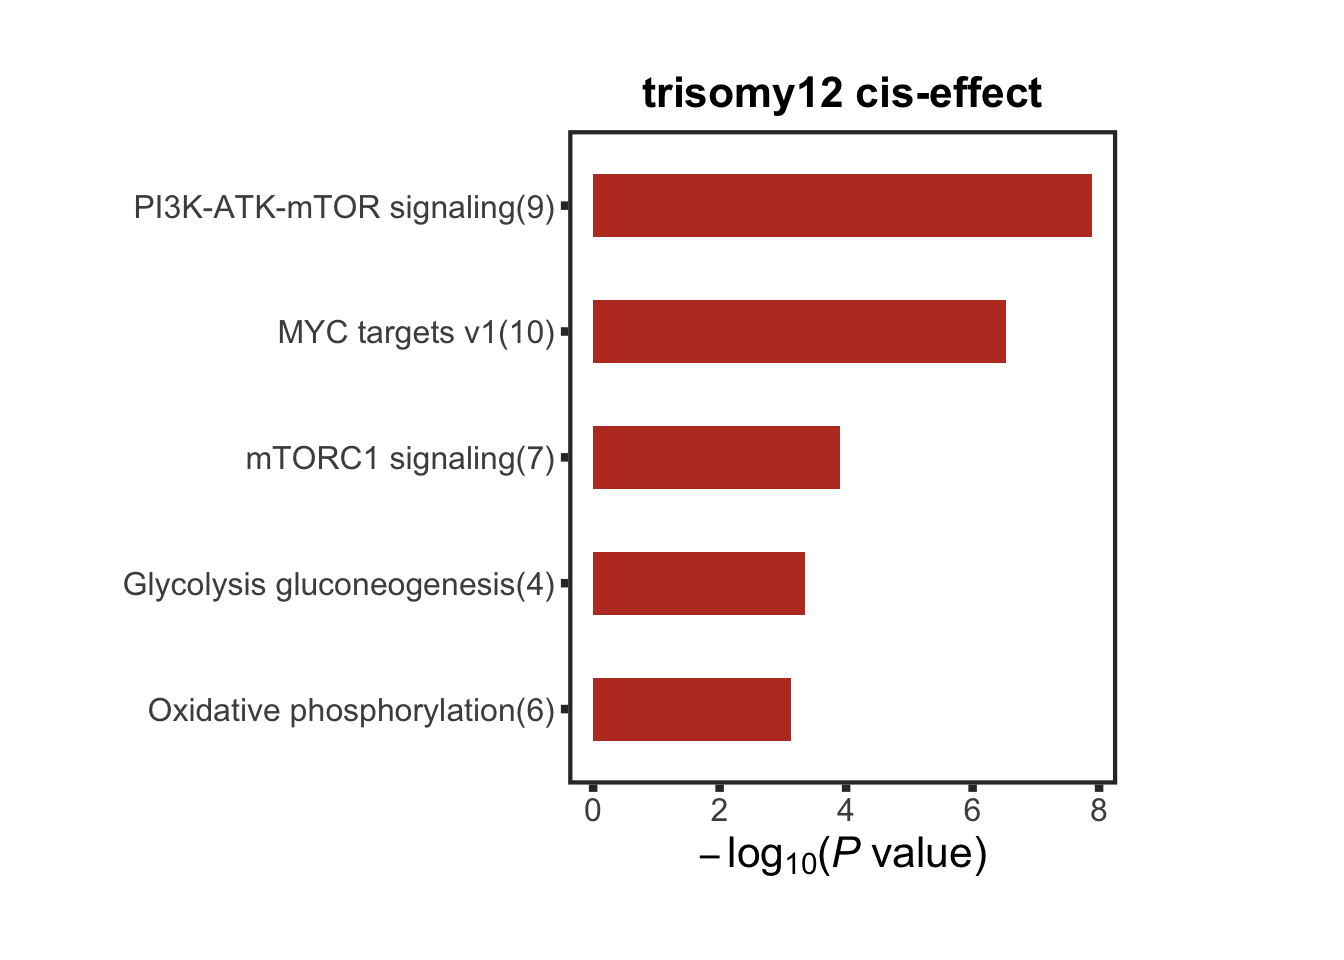 trisomy12 cis-effect
PI3K-ATK-mTOR signaling(9)
MYC targets v1(10)
mTORC1 signaling(7)
Glycolysis gluconeogenesis(4)
Oxidative phosphorylation(6)
0 2 4 6 8
−log₁₀(P value)